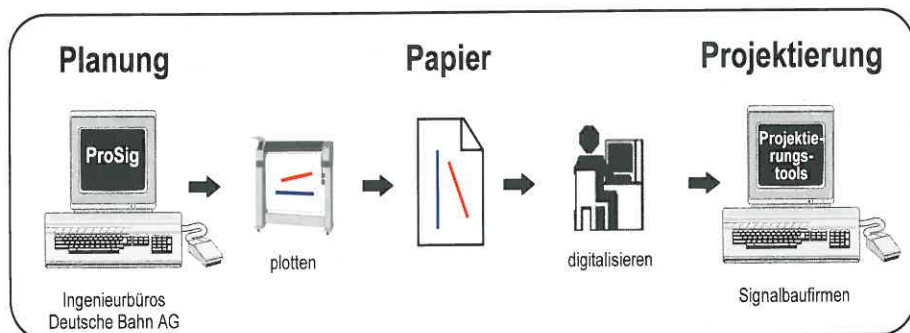 Planung
Papier
Projektierung
ProSig
Projektie-
rungs-
tools
plotten
digitalisieren
Ingenieurbüros
Deutsche Bahn AG
Signalbaufirmen